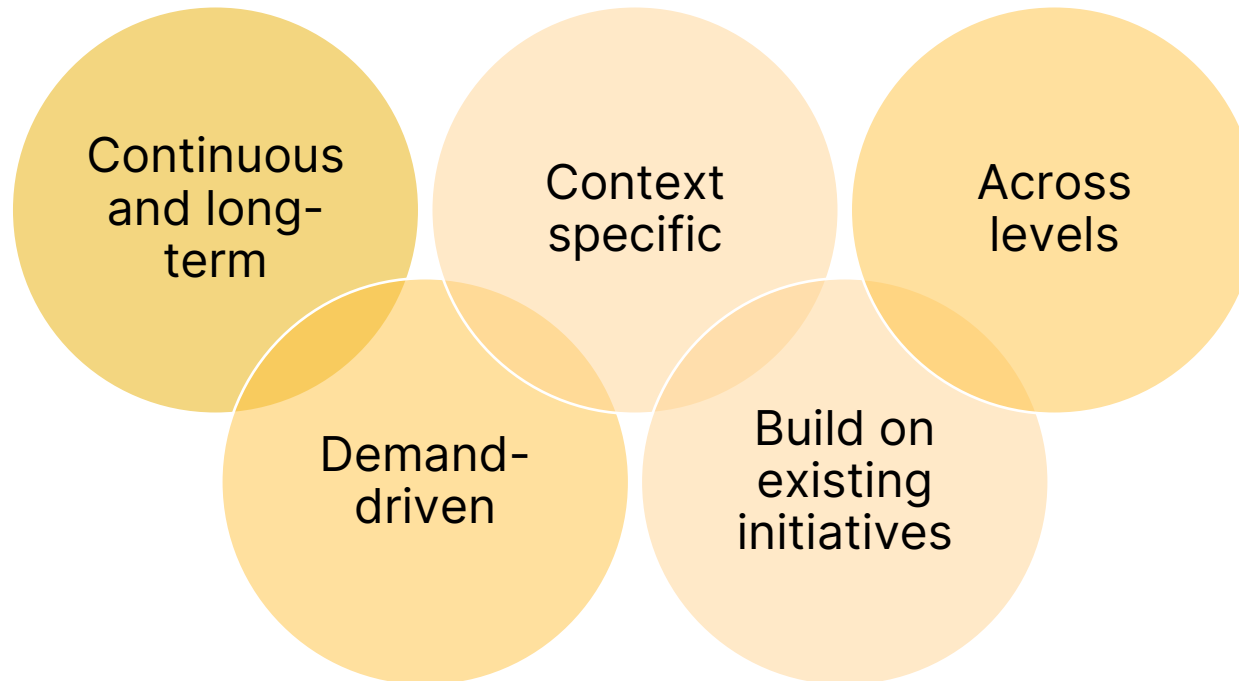 Continuous
and long-
term
Context
specific
Across
levels
Demand-
driven
Build on
existing
initiatives